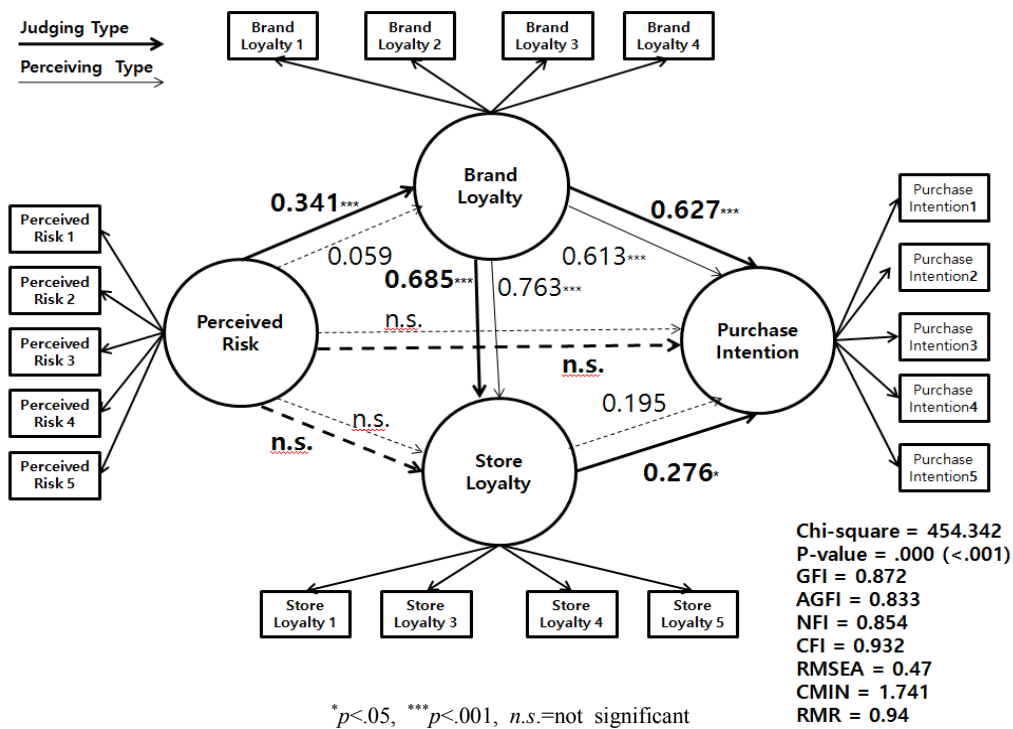 Judging Type
Perceiving Type
Brand
Loyalty 1
Brand
Loyalty 2
Brand
Loyalty 3
Brand
Loyalty 4
Brand
Loyalty
Perceived
Risk 1
Perceived
Risk 2
Perceived
Risk 3
Perceived
Risk 4
Perceived
Risk 5
Perceived
Risk
0.341***
0.059
0.685***
0.763***
0.627***
0.613***
n.s.
n.s.
n.s.
n.s.
0.195
0.276*
Purchase
Intention
Purchase
Intention1
Purchase
Intention2
Purchase
Intention3
Purchase
Intention4
Purchase
Intention5
Store
Loyalty
Store
Loyalty 1
Store
Loyalty 3
Store
Loyalty 4
Store
Loyalty 5
Chi-square = 454.342
P-value = .000 (<.001)
GFI = 0.872
AGFI = 0.833
NFI = 0.854
CFI = 0.932
RMSEA = 0.47
CMIN = 1.741
RMR = 0.94
*p<.05, ***p<.001, n.s.=not significant